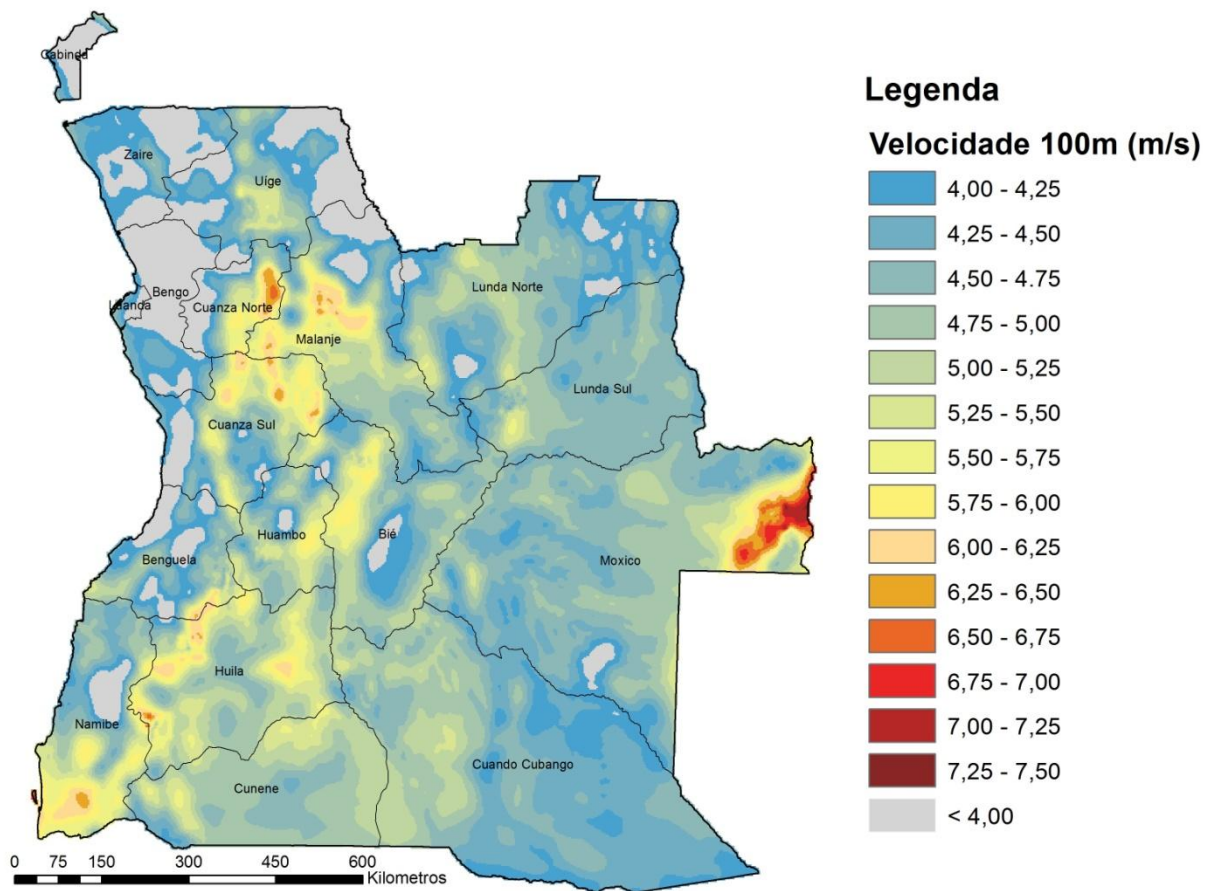 Cabinda
Zaire
Uíge
Bengo
Luanda
Cuanza Norte
Malanje
Lunda Norte
Lunda Sul
Cuanza Sul
Huambo
Bié
Benguela
Moxico
Huila
Namibe
Cunene
Cuando Cubango
0 75 150 300 450 600
Kilometros
Legenda
Velocidade 100m (m/s)
4,00 - 4,25
4,25 - 4,50
4,50 - 4,75
4,75 - 5,00
5,00 - 5,25
5,25 - 5,50
5,50 - 5,75
5,75 - 6,00
6,00 - 6,25
6,25 - 6,50
6,50 - 6,75
6,75 - 7,00
7,00 - 7,25
7,25 - 7,50
< 4,00